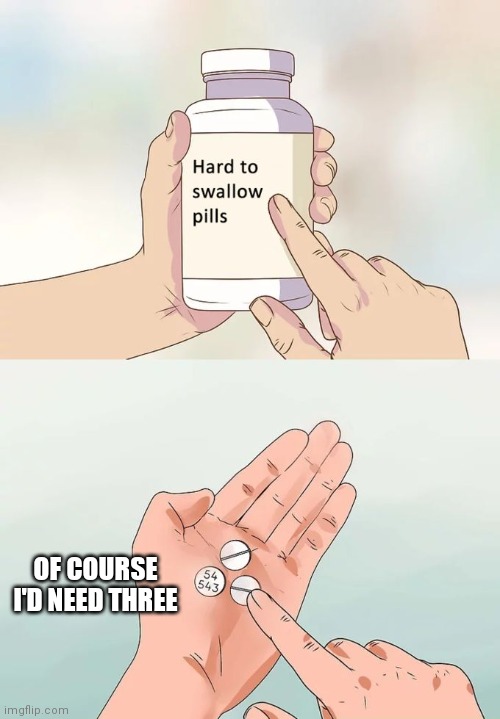 Hard to
swallow
pills
OF COURSE
I'D NEED THREE
54
543
imgflip.com